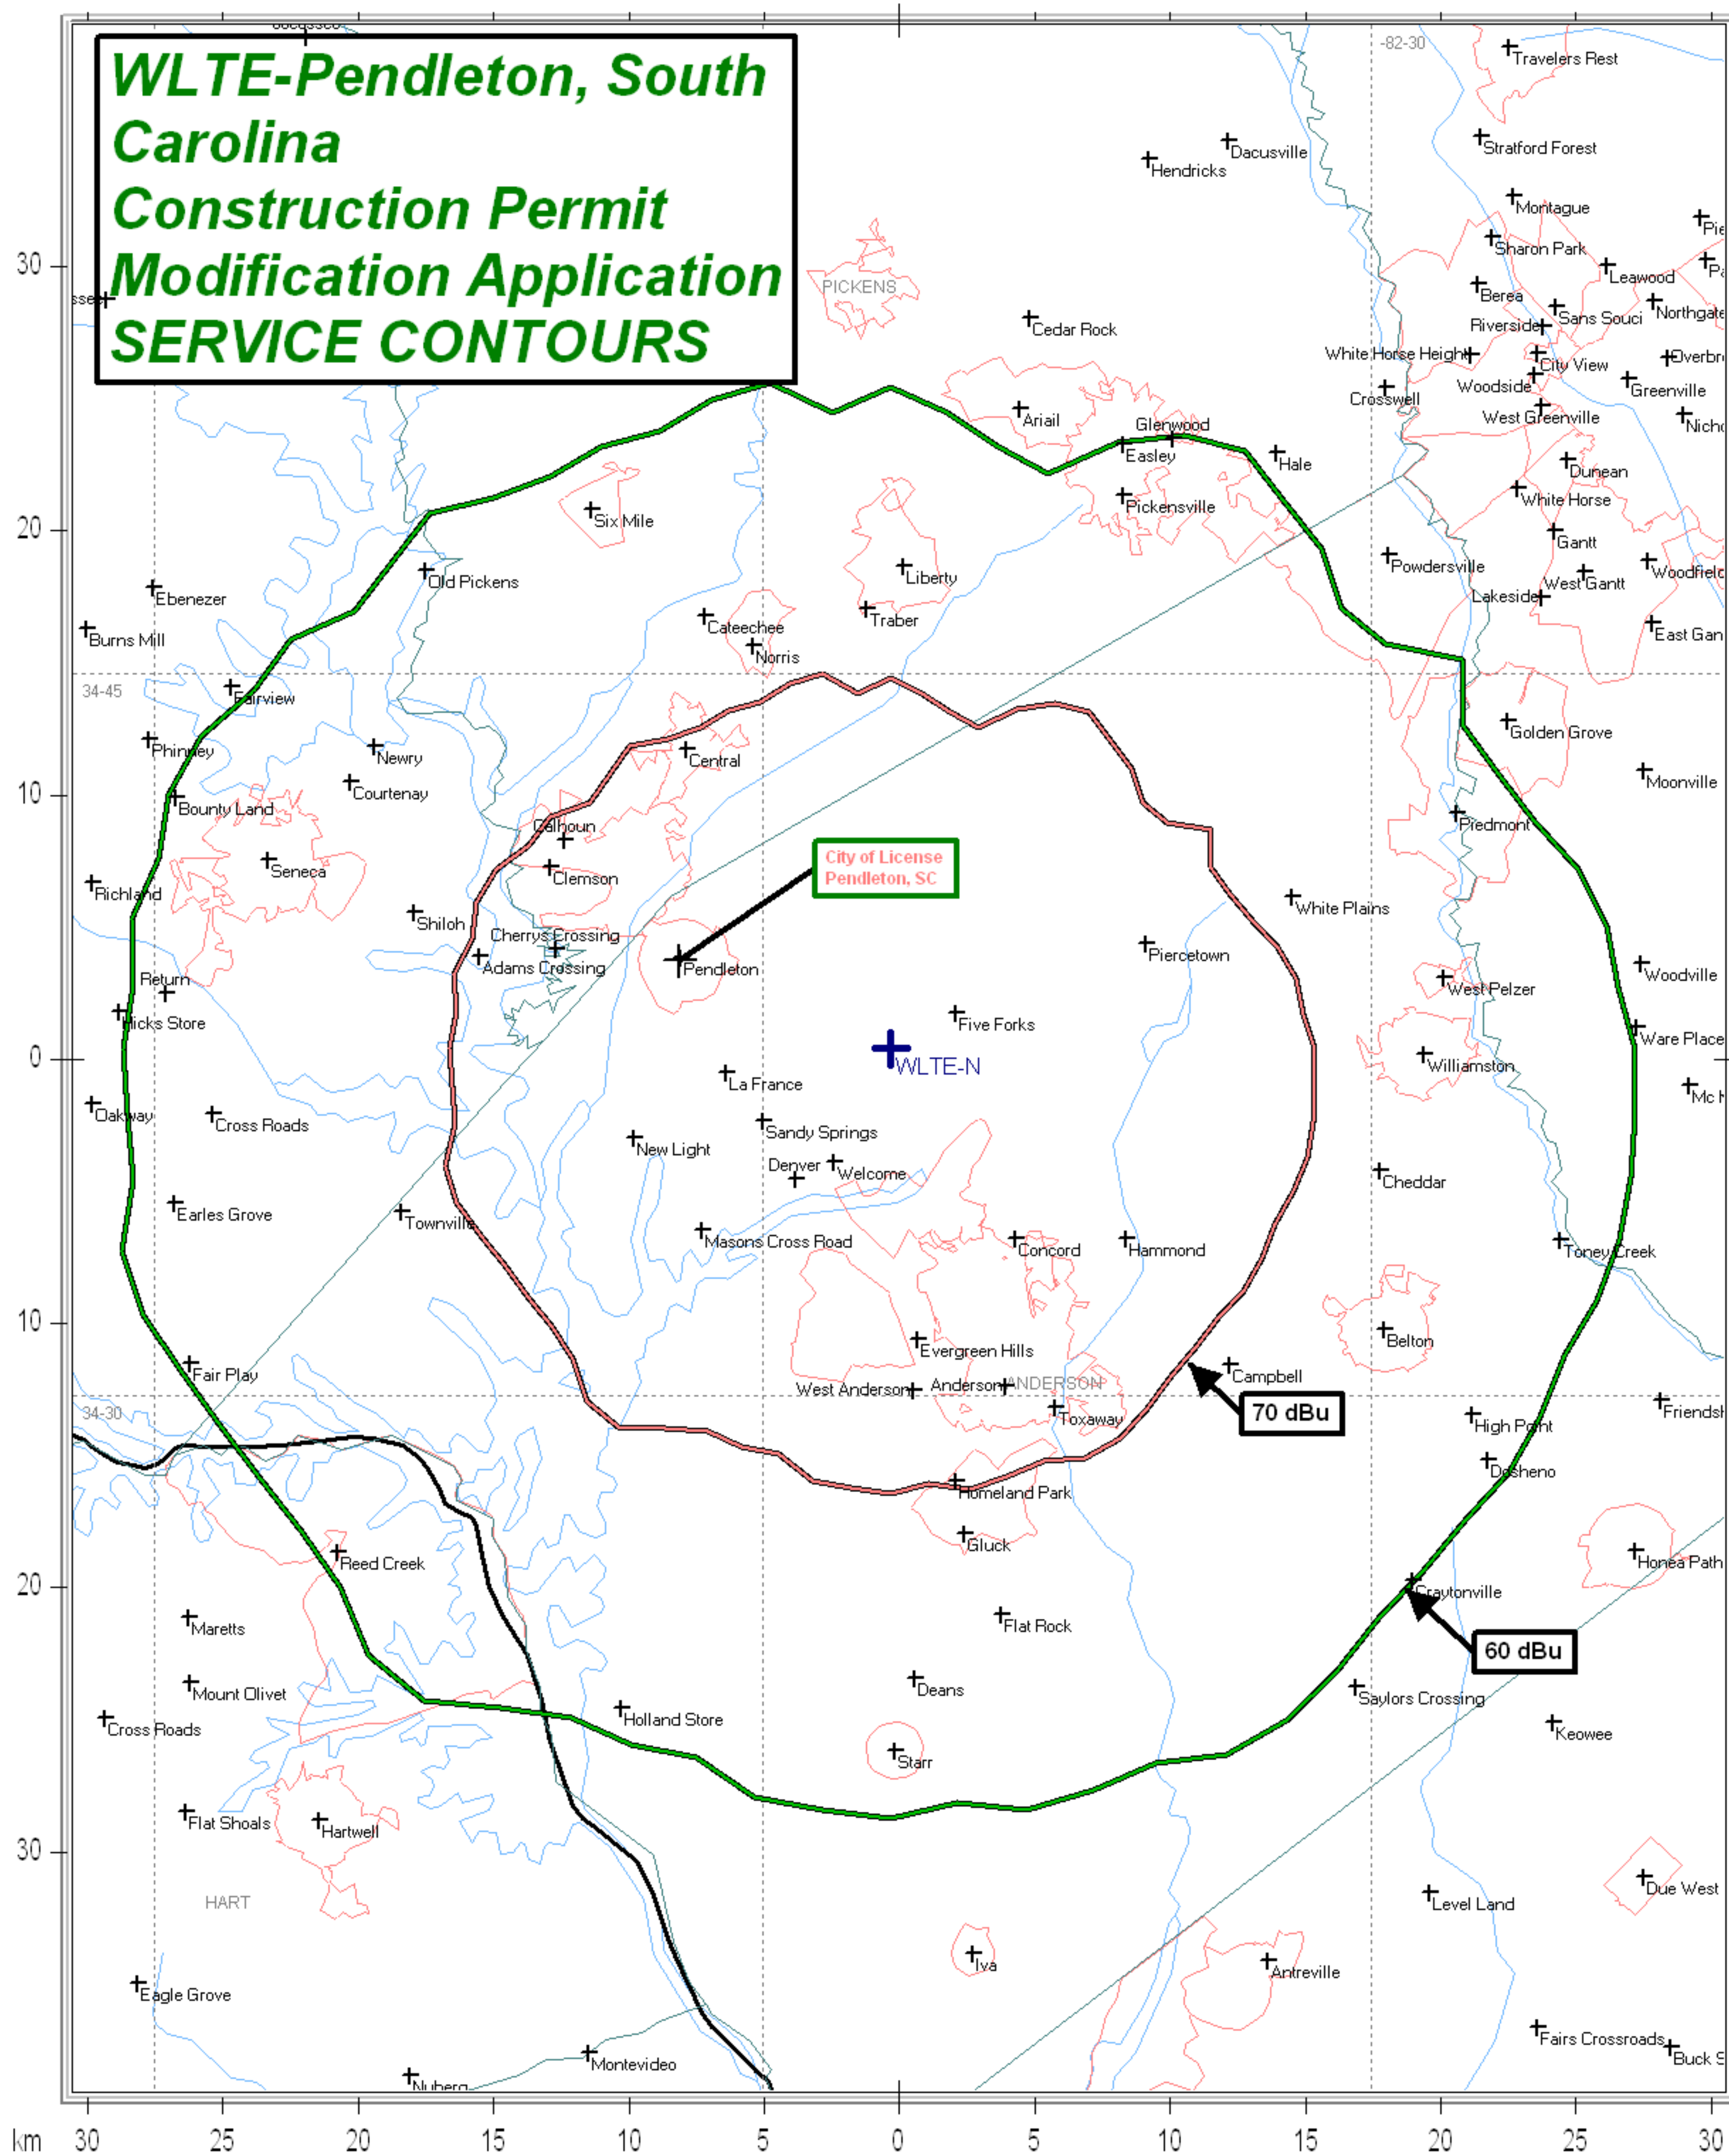 WLTE-Pendleton, South
Carolina
Construction Permit
Modification Application
SERVICE CONTOURS
-82-30
Travelers Rest
Stratford Forest
Dacusville
Hendricks
Montague
Sharon Park
Leawood
30
PICKENS
Berea
Northgate
Sans Souci
Riverside
Cedar Rock
White Horse Height
City View
Woodside
Greenville
Crosswell
West Greenville
Ariail
Glenwood
Easley
Hale
Dunean
Pickensville
White Horse
Six Mile
20
Gantt
Powdersville
West Gantt
Old Pickens
Liberty
Ebenezer
Lakeside
Traber
Cateechee
Burns Mill
East Gan
Norris
34-45
Fairview
Golden Grove
Phinney
Newry
Central
Moonville
10
Courtenay
Bounty Land
Piedmont
Calhoun
City of License
Pendleton, SC
Seneca
Clemson
Richland
White Plains
Shiloh
Cherrys Crossing
Piercetown
Adams Crossing
Pendleton
Woodville
Return
West Pelzer
Hicks Store
Five Forks
Ware Place
0
WLTE-N
Williamston
La France
Oakway
Cross Roads
Sandy Springs
New Light
Denver
Welcome
Cheddar
Earles Grove
Townville
Masons Cross Road
Concord
Hammond
Toney Creek
10
Belton
Evergreen Hills
Fair Play
Campbell
West Anderson
Anderson
ANDERSON
34-30
70 dBu
Toxaway
High Point
Dosheno
Homeland Park
Gluck
Reed Creek
Honea Path
20
Craytonville
Maretts
Flat Rock
60 dBu
Mount Olivet
Deans
Saylors Crossing
Cross Roads
Holland Store
Keowee
Starr
Flat Shoals
Hartwell
30
HART
Due West
Level Land
Iva
Antreville
Eagle Grove
Fairs Crossroads
Montevideo
Buck S
Nuberg
km 30 25 20 15 10 5 0 5 10 15 20 25 30